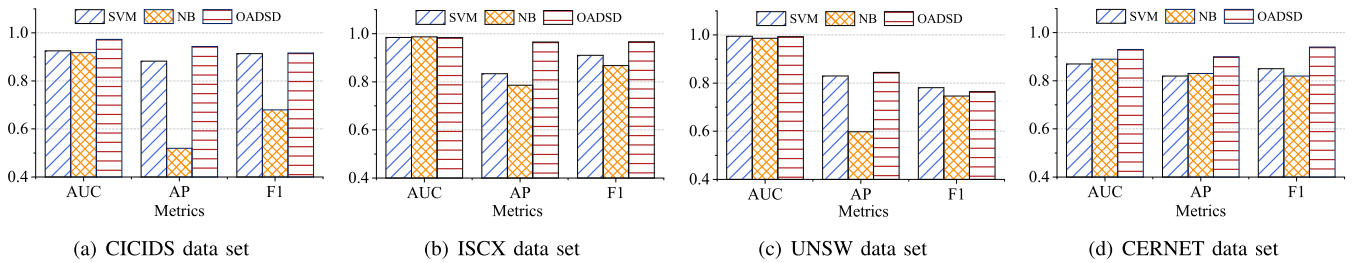 SVM NB OADSD
1.0
0.8
0.6
0.4
AUC AP F1
Metrics
(a) CICIDS data set
SVM NB OADSD
1.0
0.8
0.6
0.4
AUC AP F1
Metrics
(b) ISCX data set
SVM NB OADSD
1.0
0.8
0.6
0.4
AUC AP F1
Metrics
(c) UNSW data set
SVM NB OADSD
1.0
0.8
0.6
0.4
AUC AP F1
Metrics
(d) CERNET data set